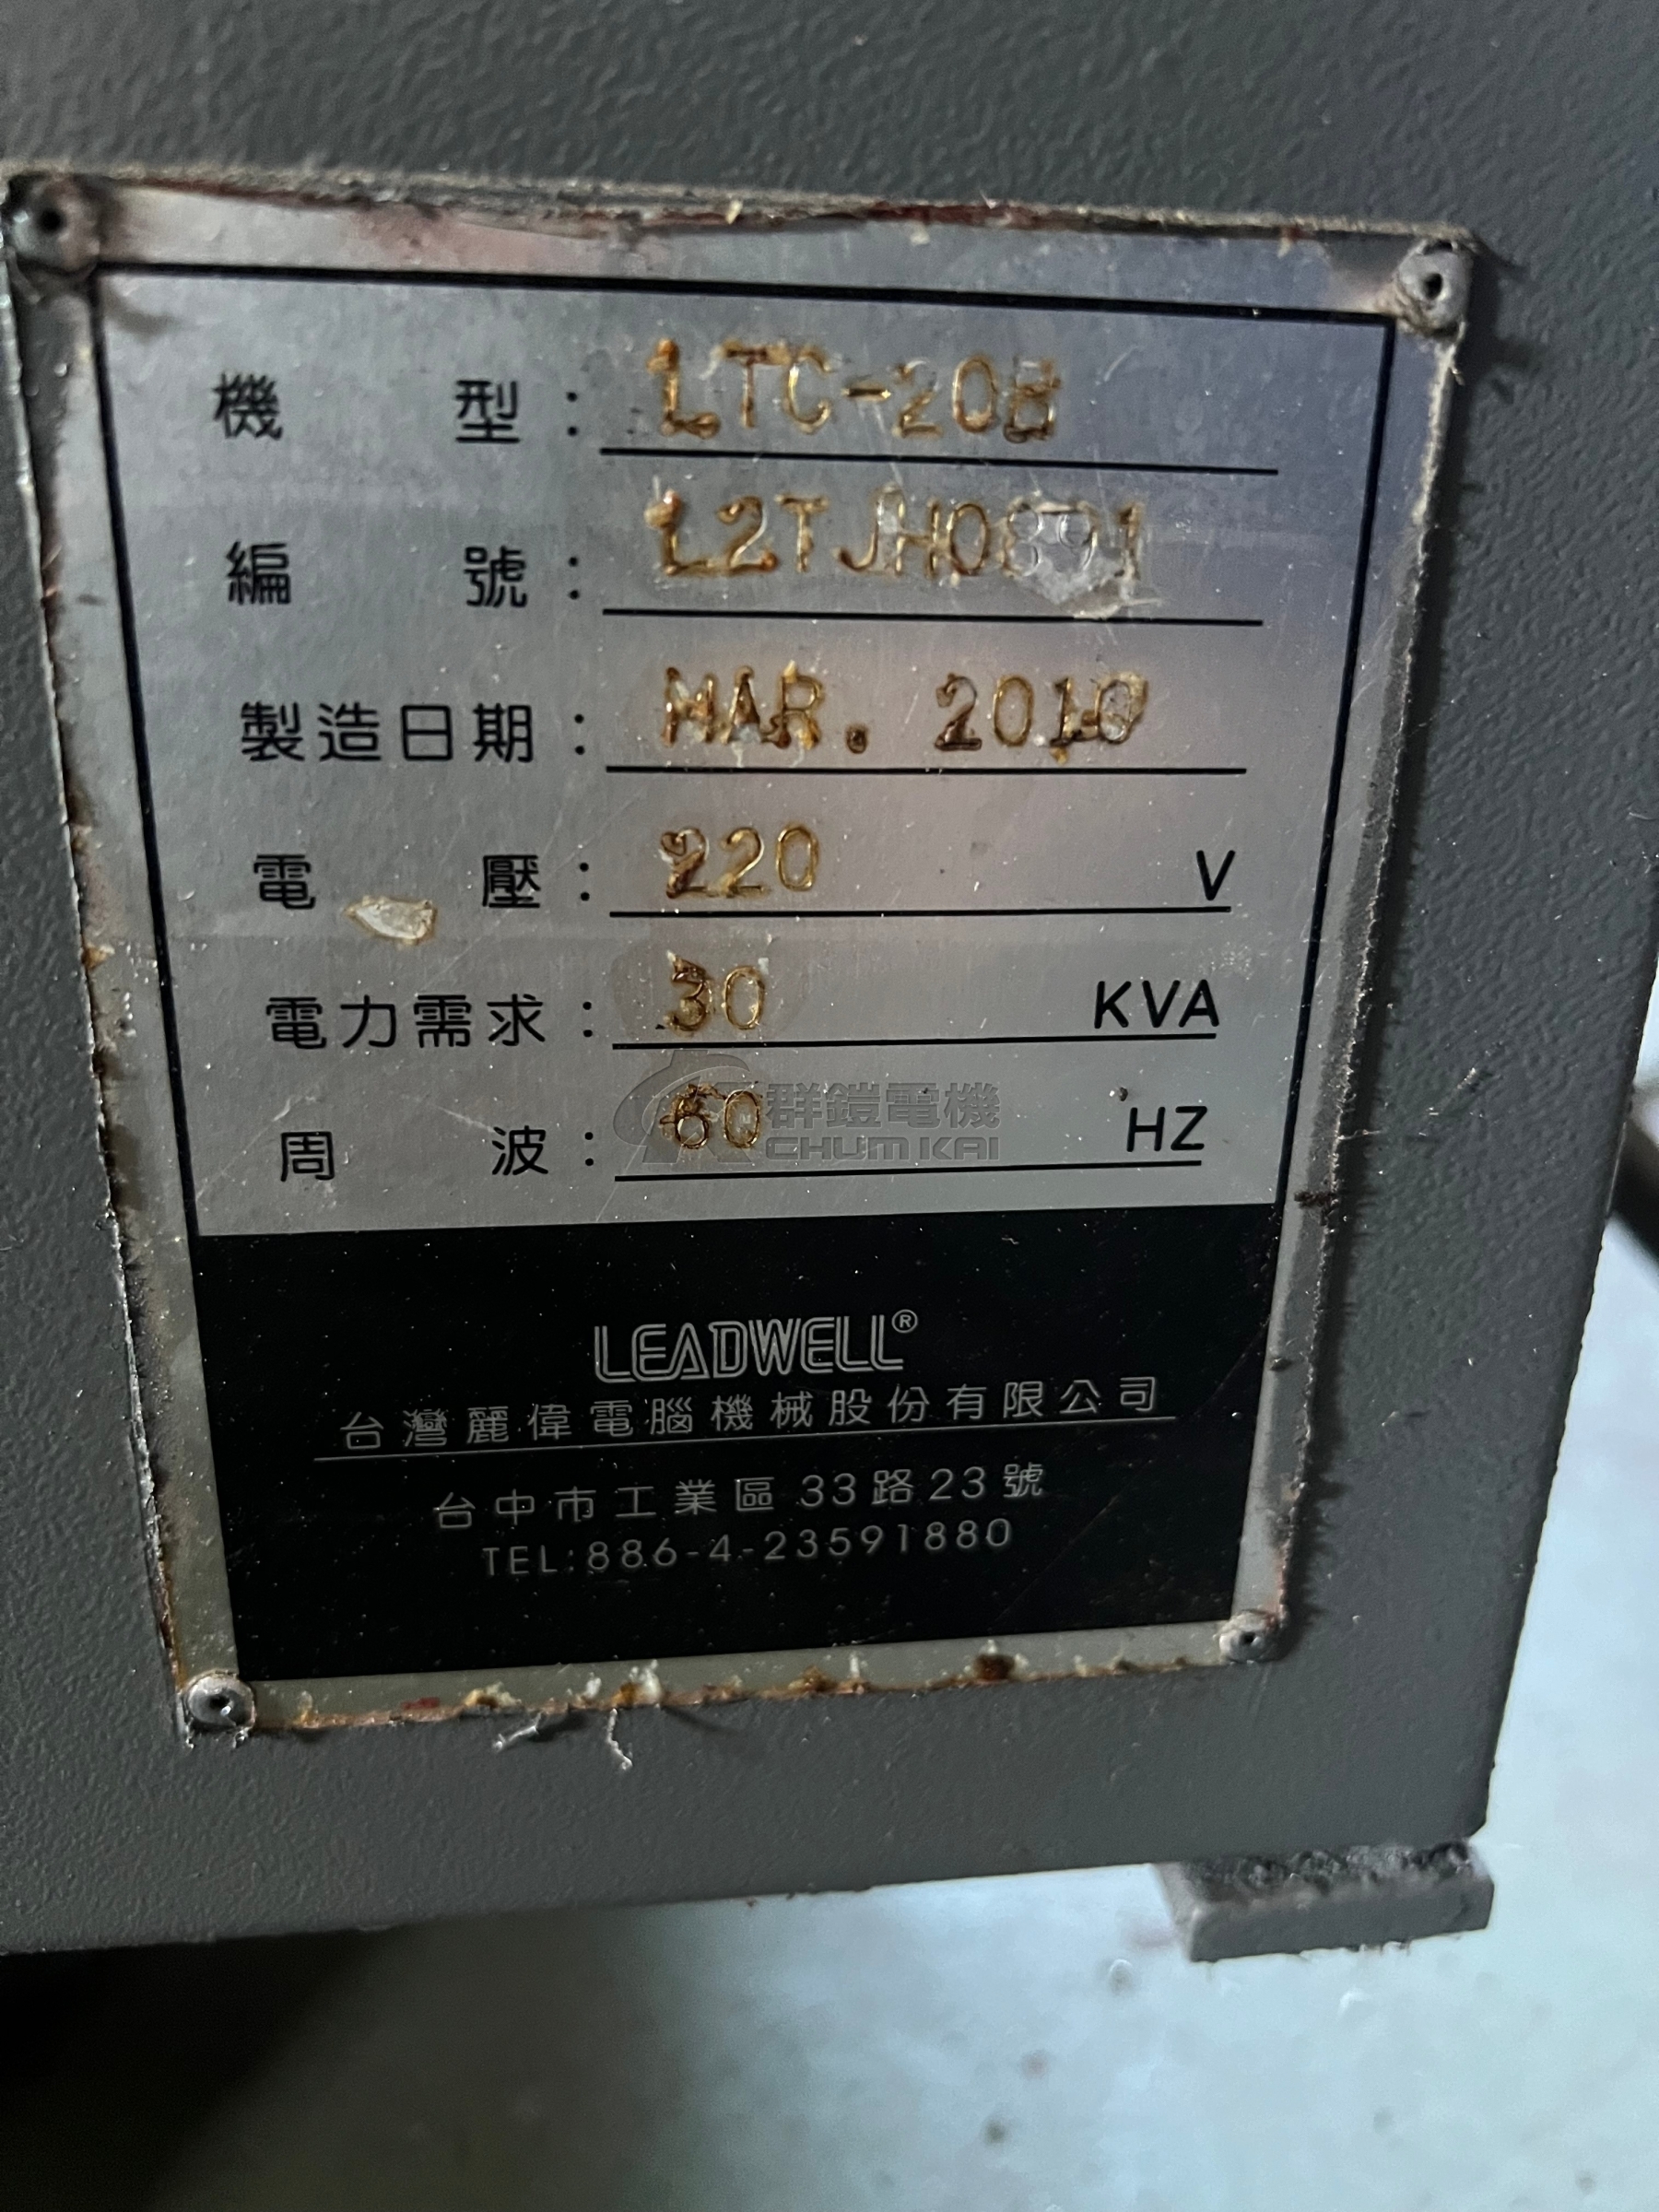 機型：LTC-20B
編號：L2TJH0891
製造日期：MAR. 2010
電壓：220 V
電力需求：30 KVA
周波：60 HZ
群鎧電機
CHUM KAI
LEADWELL®
台灣麗偉電腦機械股份有限公司
台中市工業區33路23號
TEL:886-4-23591880